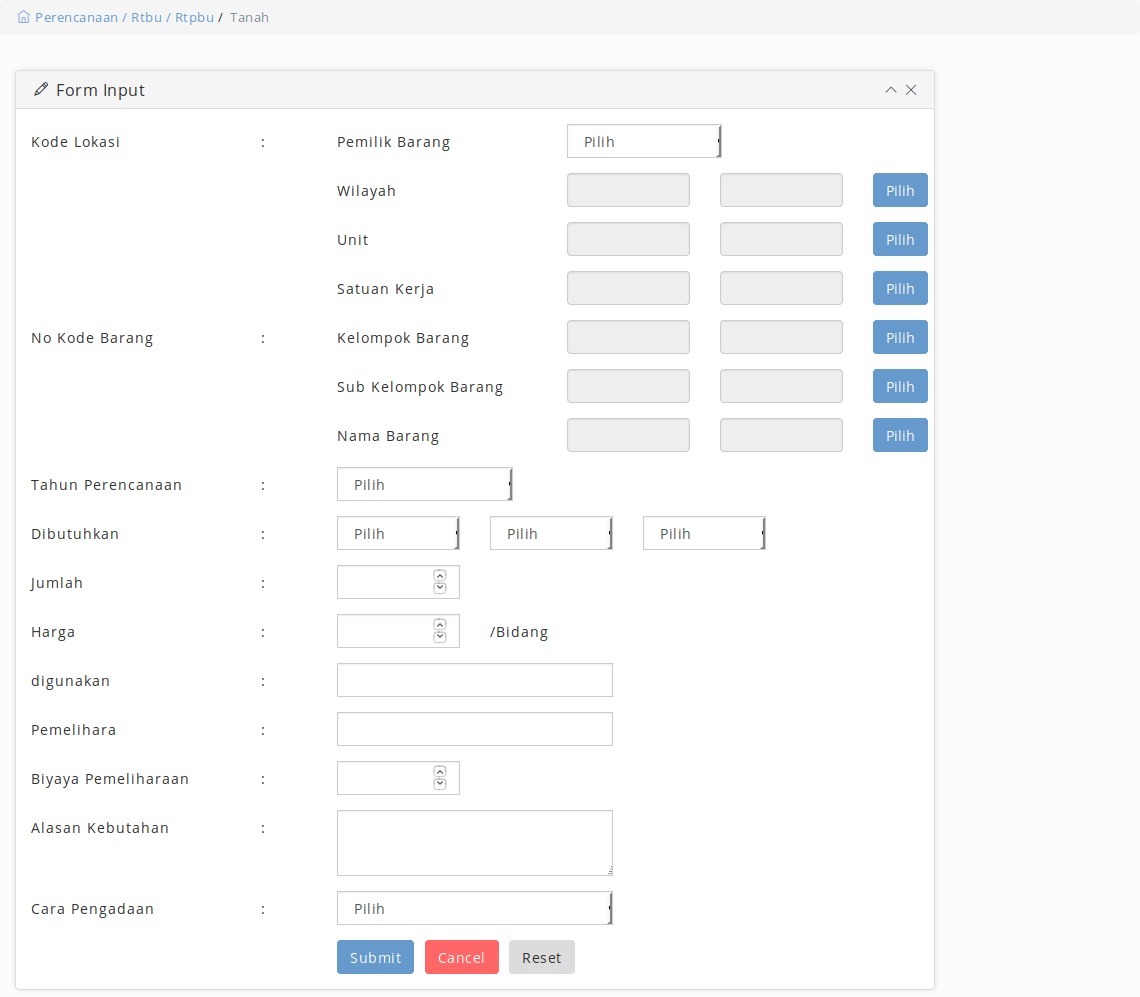 Perencanaan / Rtbu / Rtpbu / Tanah
Form Input
Kode Lokasi : Pemilik Barang Pilih
Wilayah Pilih
Unit Pilih
Satuan Kerja Pilih
No Kode Barang : Kelompok Barang Pilih
Sub Kelompok Barang Pilih
Nama Barang Pilih
Tahun Perencanaan : Pilih
Dibutuhkan : Pilih Pilih Pilih
Jumlah :
Harga : /Bidang
digunakan :
Pemelihara :
Biyaya Pemeliharaan :
Alasan Kebutahan :
Cara Pengadaan : Pilih
Submit Cancel Reset